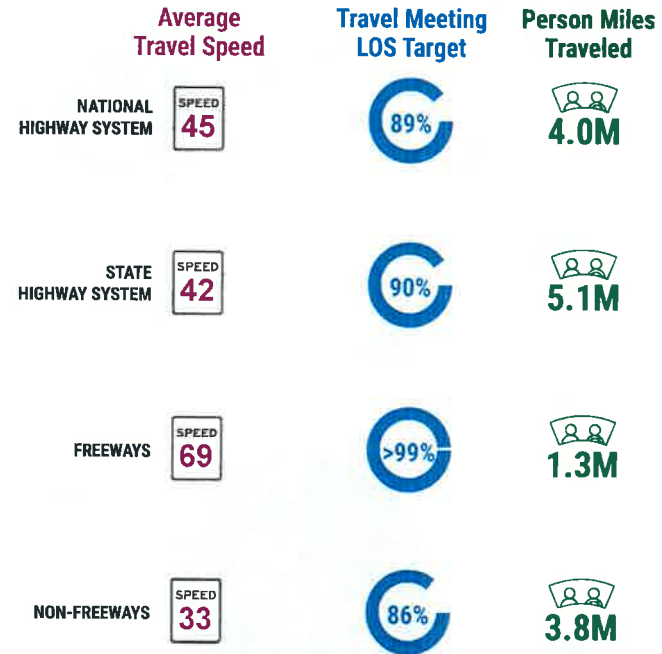 Average
Travel Speed
Travel Meeting
LOS Target
Person Miles
Traveled
NATIONAL
HIGHWAY SYSTEM
SPEED
45
89%
4.0M
STATE
HIGHWAY SYSTEM
SPEED
42
90%
5.1M
FREEWAYS
SPEED
69
>99%
1.3M
NON-FREEWAYS
SPEED
33
86%
3.8M